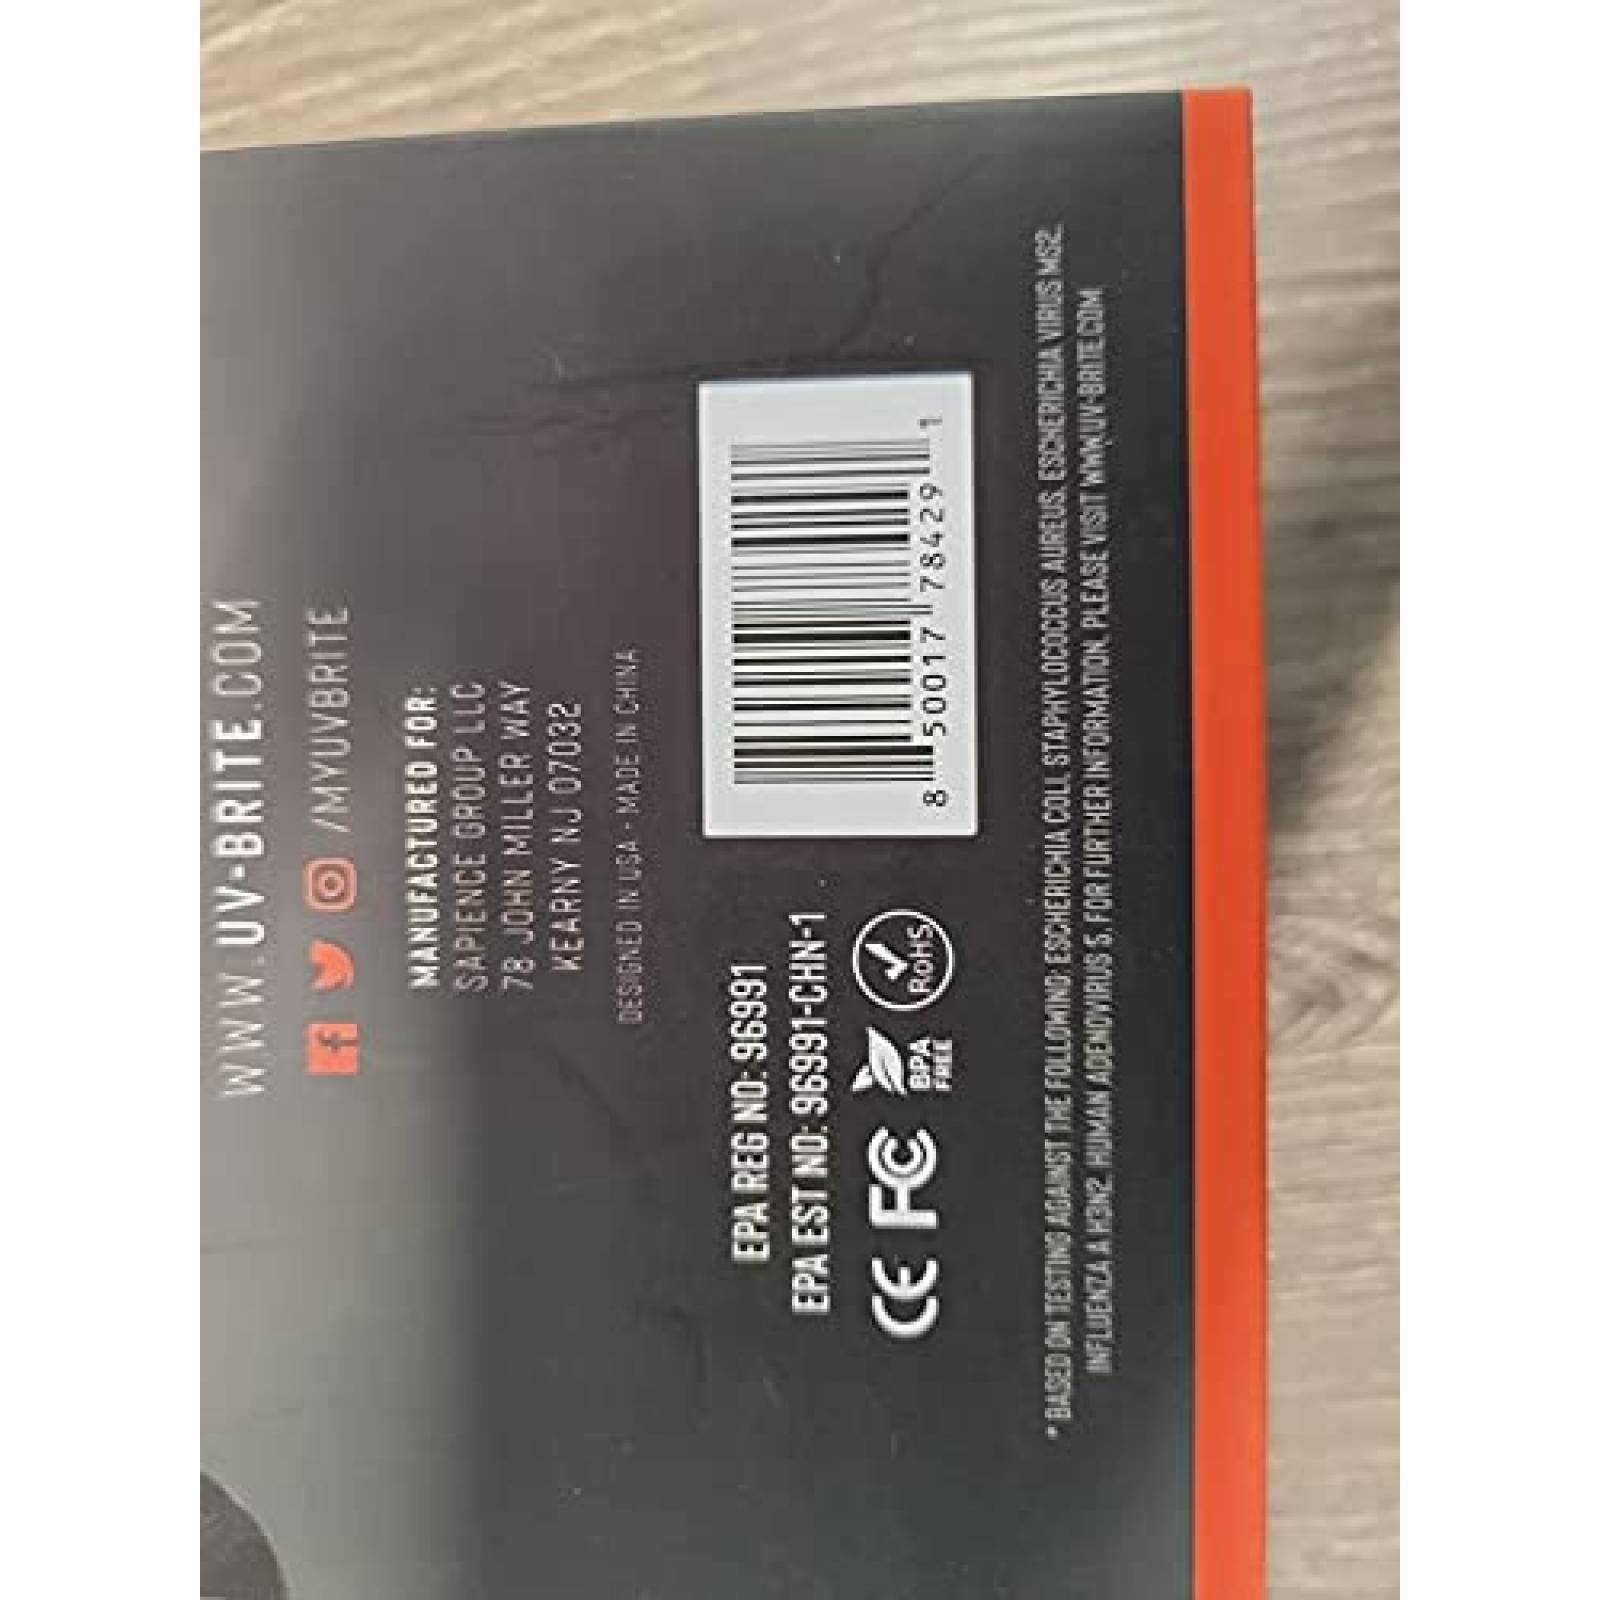 WWW.UV-BRITE.COM
/MYUVBRITE
MANUFACTURED FOR:
SAPIENCE GROUP LLC
78 JOHN MILLER WAY
KEARNY NJ 07032
DESIGNED IN USA - MADE IN CHINA
EPA REG NO: 96991
EPA EST NO: 96991-CHN-1
CE FC BPA FREE RoHS
8 50017 78429 1
* BASED ON TESTING AGAINST THE FOLLOWING: ESCHERICHIA COLI, STAPHYLOCOCCUS AUREUS, ESCHERICHIA VIRUS MS2,
INFLUENZA A H3N2, HUMAN ADENOVIRUS 5. FOR FURTHER INFORMATION, PLEASE VISIT WWW.UV-BRITE.COM